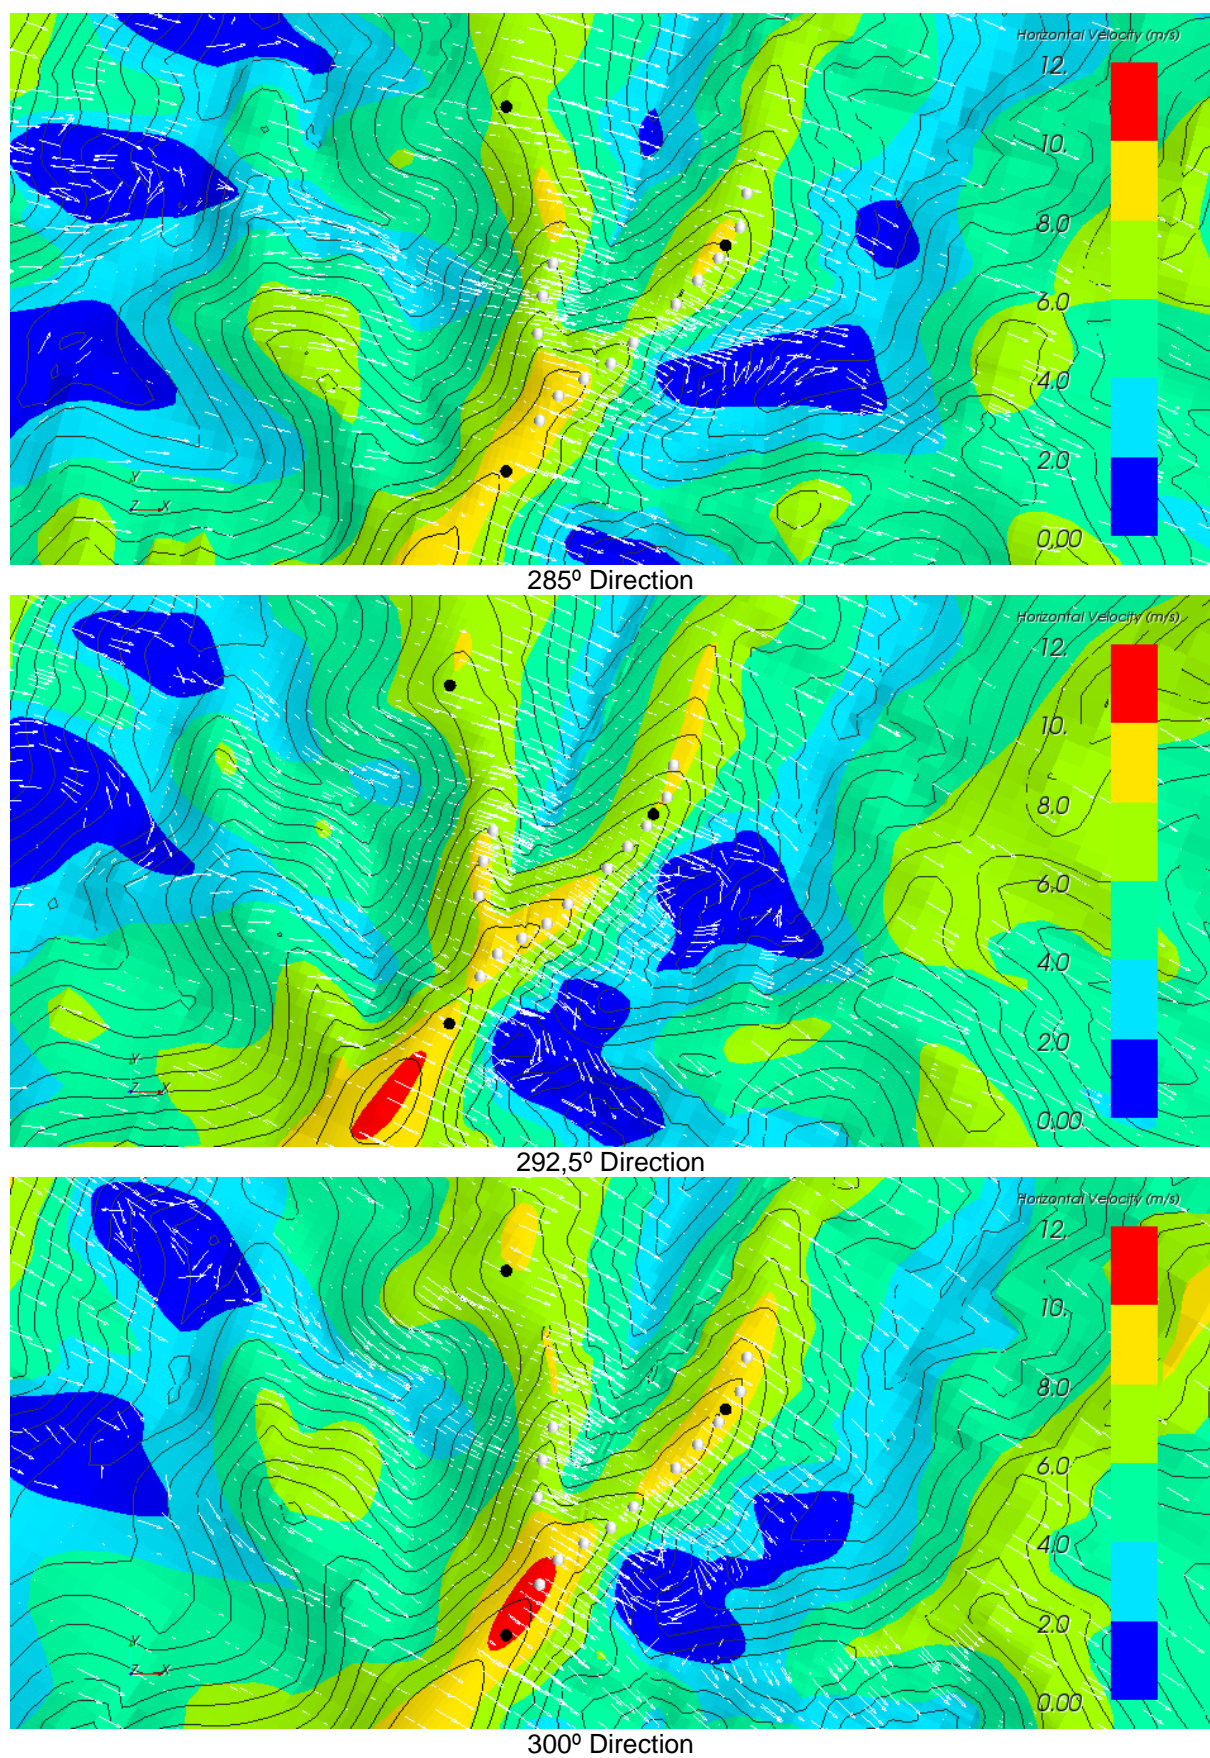 Horizontal Velocity (m/s)
12.
10.
8.0
6.0
4.0
2.0
0.00
Y
Z X
285º Direction
Horizontal Velocity (m/s)
12.
10.
8.0
6.0
4.0
2.0
0.00
Y
Z X
292,5º Direction
Horizontal Velocity (m/s)
12.
10.
8.0
6.0
4.0
2.0
0.00
Y
Z X
300º Direction